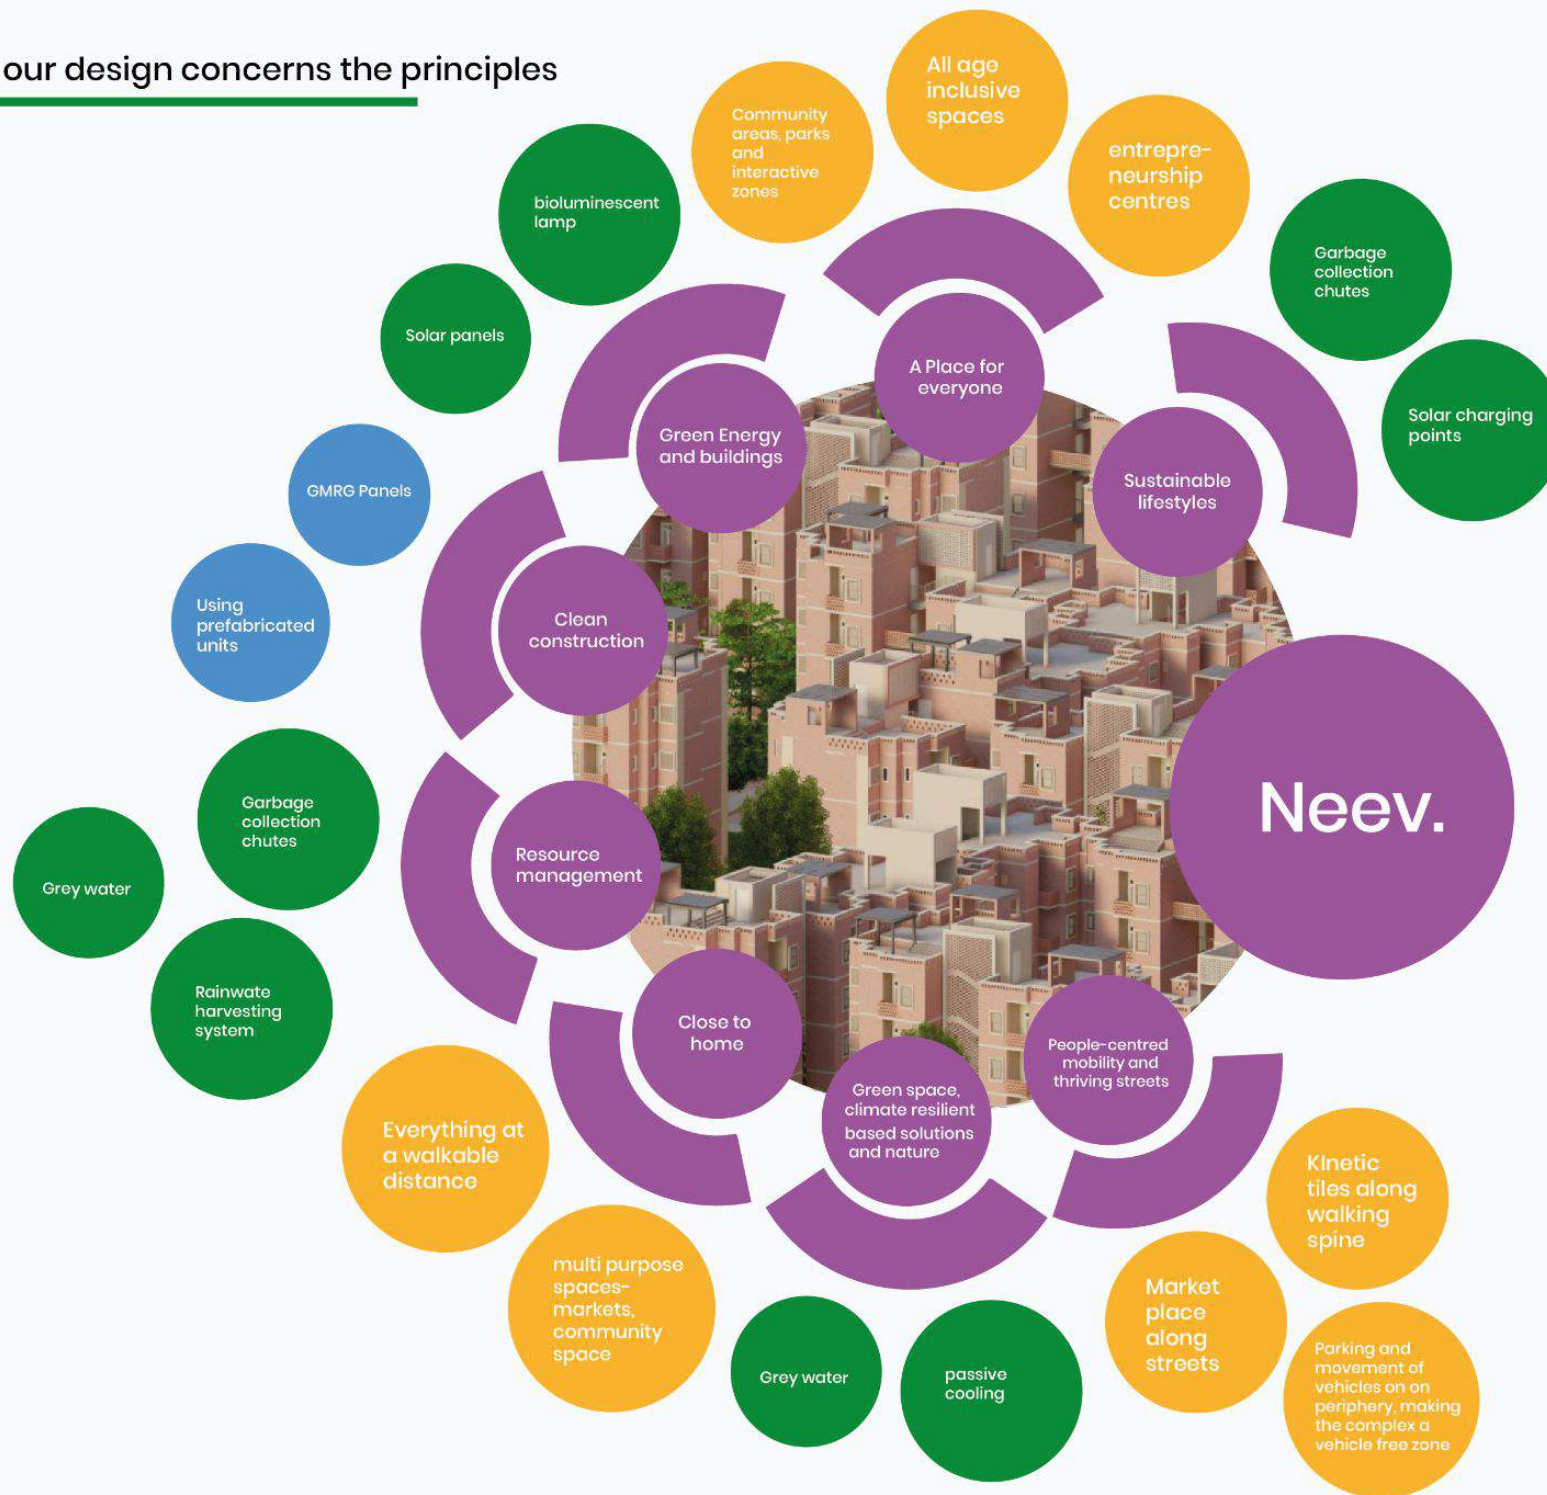 our design concerns the principles
All age
inclusive
spaces
Community
areas, parks
and
interactive
zones
entrepre-
neurship
centres
bioluminescent
lamp
Garbage
collection
chutes
Solar panels
A Place for
everyone
Solar charging
points
Green Energy
and buildings
Sustainable
lifestyles
GMRG Panels
Using
prefabricated
units
Clean
construction
Neev.
Garbage
collection
chutes
Resource
management
Grey water
Rainwate
harvesting
system
Close to
home
People-centred
mobility and
thriving streets
Green space,
climate resilient
based solutions
and nature
Everything at
a walkable
distance
KInetic
tiles along
walking
spine
multi purpose
spaces-
markets,
community
space
Market
place
along
streets
Grey water
passive
cooling
Parking and
movement of
vehicles on on
periphery, making
the complex a
vehicle free zone